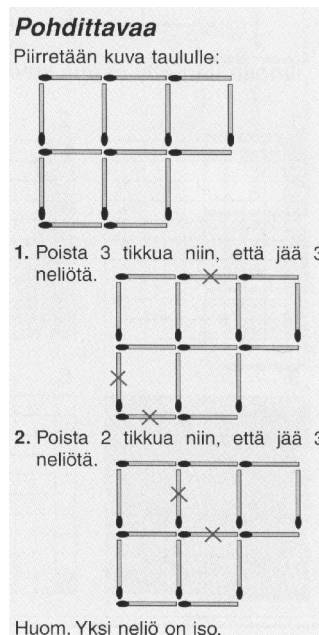 Pohdittavaa
Piirretään kuva taululle:
1. Poista 3 tikkua niin, että jää 3
neliötä.
2. Poista 2 tikkua niin, että jää 3
neliötä.
Huom. Yksi neliö on iso.